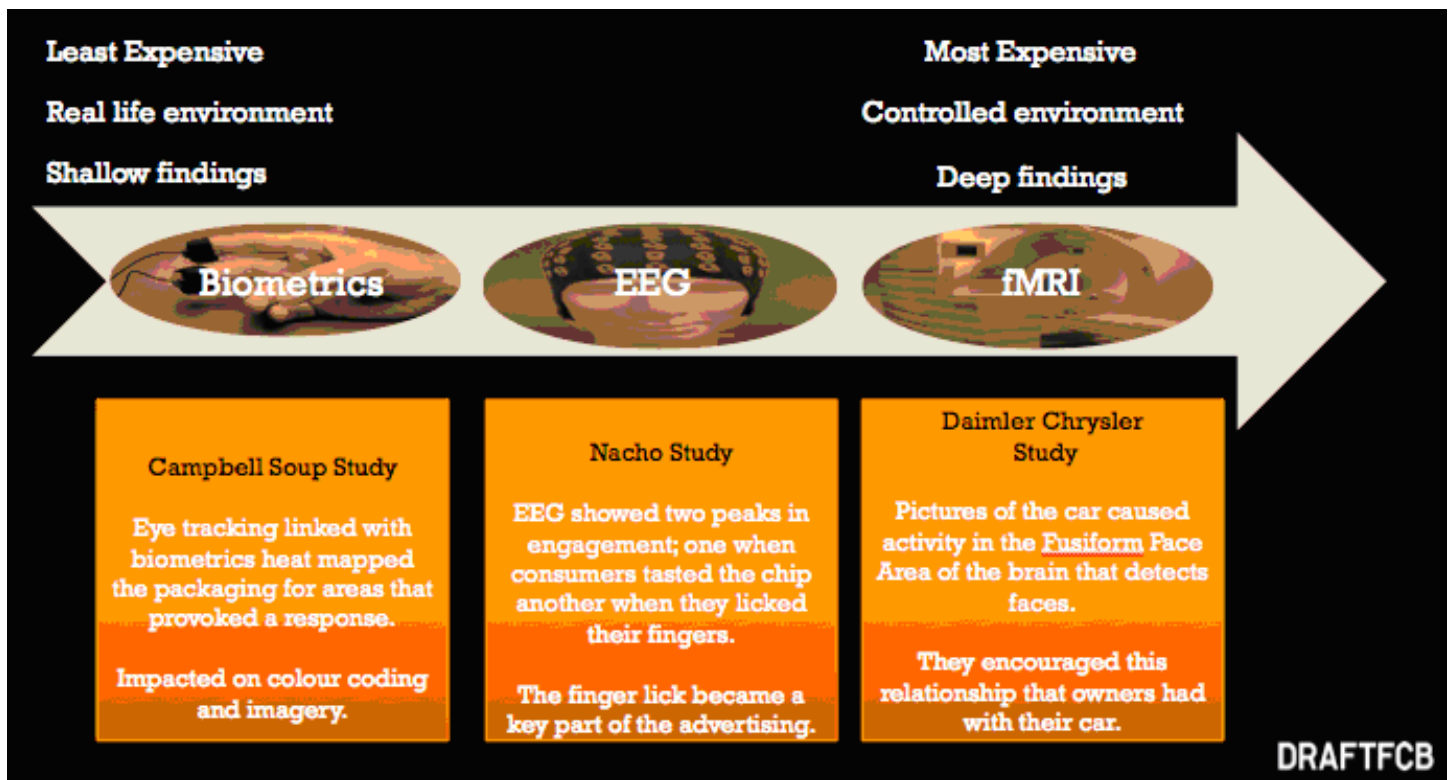 Least Expensive
Most Expensive
Real life environment
Controlled environment
Shallow findings
Deep findings
Biometrics
EEG
fMRI
Campbell Soup Study
Eye tracking linked with
biometrics heat mapped
the packaging for areas that
provoked a response.
Impacted on colour coding
and imagery.
Nacho Study
EEG showed two peaks in
engagement; one when
consumers tasted the chip
another when they licked
their fingers.
The finger lick became a
key part of the advertising.
Daimler Chrysler
Study
Pictures of the car caused
activity in the Fusiform Face
Area of the brain that detects
faces.
They encouraged this
relationship that owners had
with their car.
DRAFTFCB